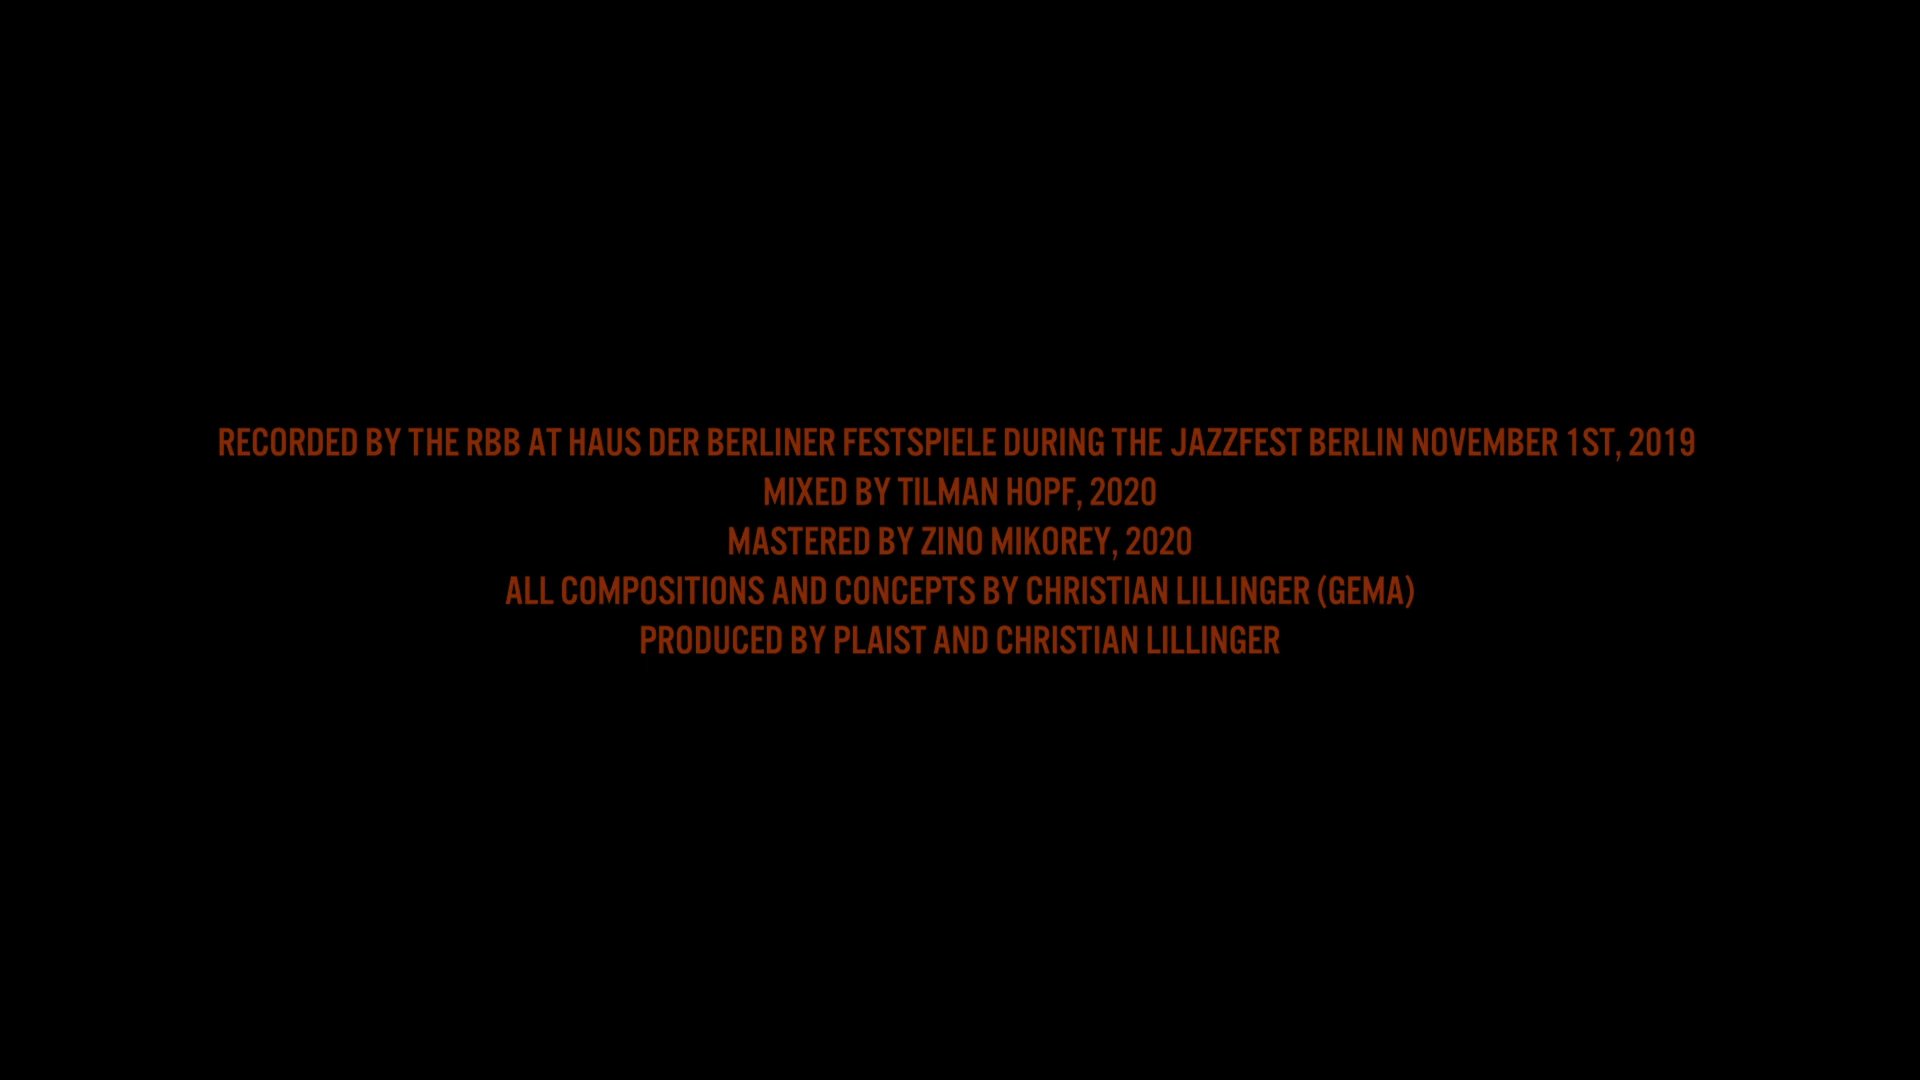 RECORDED BY THE RBB AT HAUS DER BERLINER FESTSPIELE DURING THE JAZZFEST BERLIN NOVEMBER 1ST, 2019
MIXED BY TILMAN HOPF, 2020
MASTERED BY ZINO MIKOREY, 2020
ALL COMPOSITIONS AND CONCEPTS BY CHRISTIAN LILLINGER (GEMA)
PRODUCED BY PLAIST AND CHRISTIAN LILLINGER